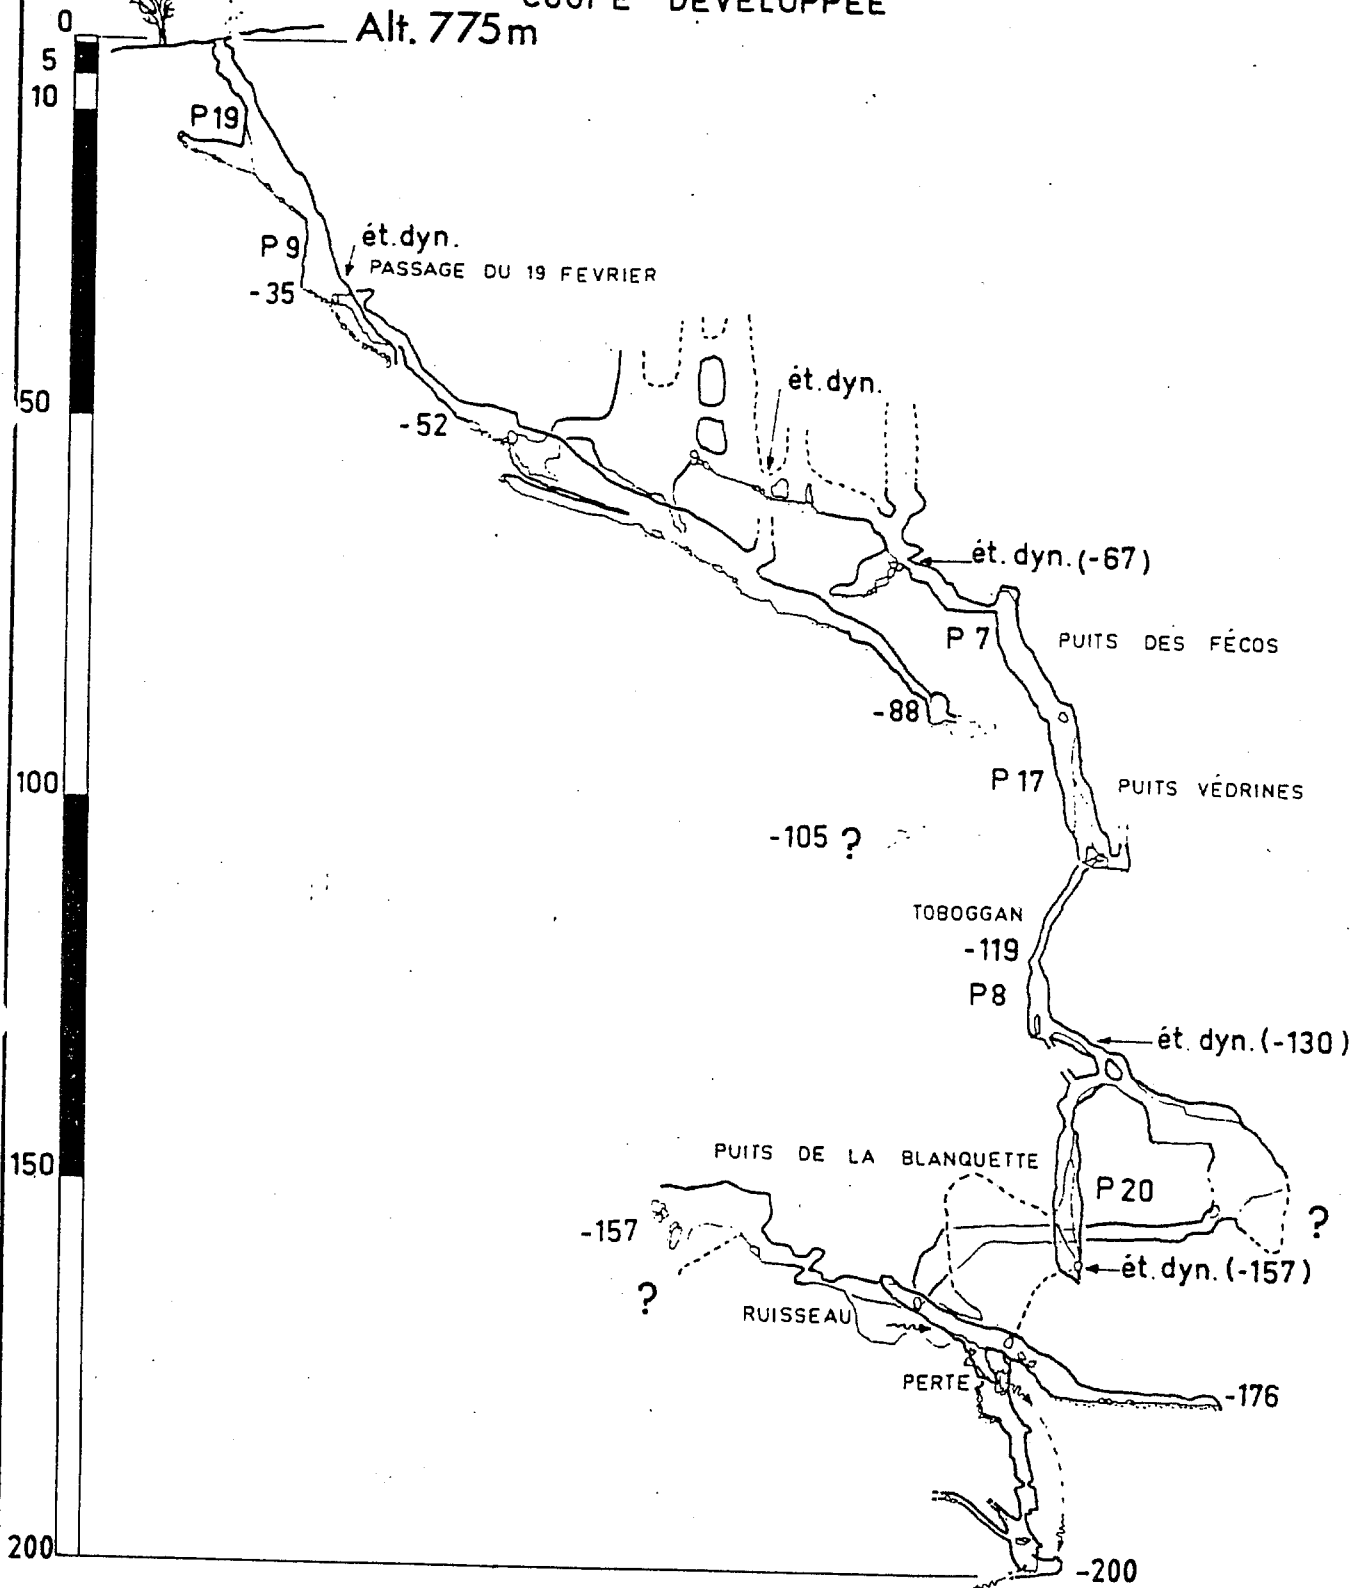 COUPE DÉVELOPPÉE
0
Alt. 775m
5
10
P19
P 9
ét.dyn.
PASSAGE DU 19 FEVRIER
-35
ét.dyn.
50
-52
ét.dyn. (-67)
P 7
PUITS DES FÉCOS
-88
100
P 17
PUITS VÉDRINES
-105 ?
TOBOGGAN
-119
P8
ét. dyn. (-130)
150
PUITS DE LA BLANQUETTE
P 20
-157
?
ét. dyn. (-157)
?
RUISSEAU
PERTE
-176
200
-200